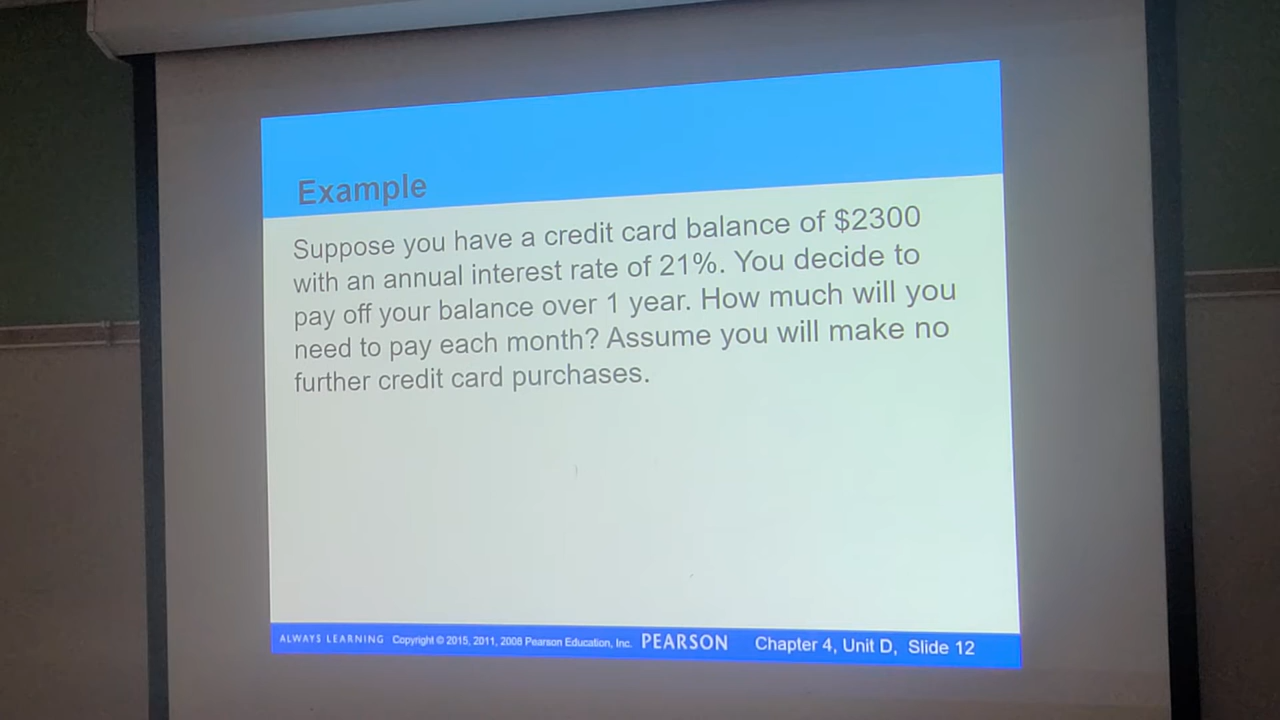 Example
Suppose you have a credit card balance of $2300
with an annual interest rate of 21%. You decide to
pay off your balance over 1 year. How much will you
need to pay each month? Assume you will make no
further credit card purchases.
ALWAYS LEARNING Copyright © 2015, 2011, 2008 Pearson Education, Inc. PEARSON Chapter 4, Unit D, Slide 12